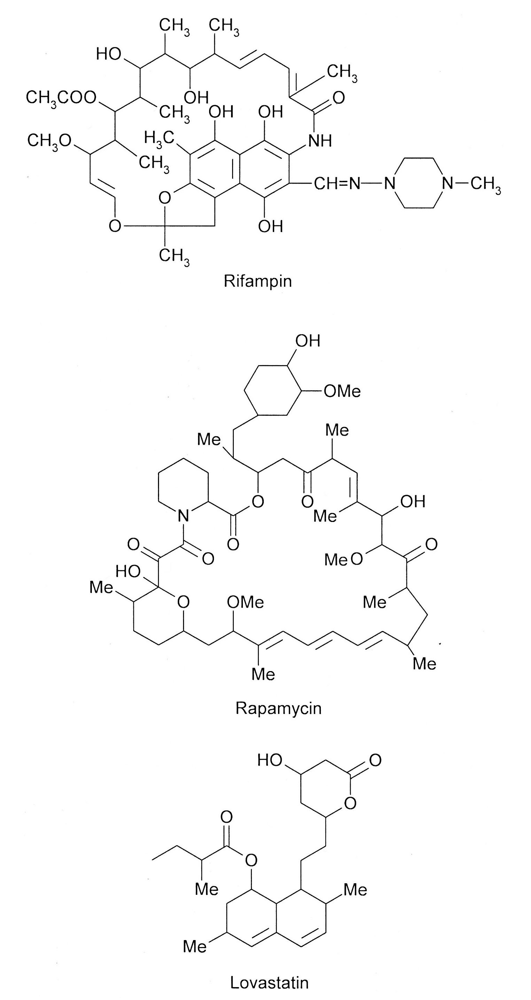 CH3 CH3
HO
CH3
CH3COO OH O
CH3 OH OH
CH3O H3C NH
CH3
O CH=N N N CH3
O OH
CH3
Rifampin
OH
OMe
Me Me
O O OH
N Me
O O O
O MeO
HO
Me O OMe Me
Me Me
Rapamycin
HO O
O
O
O
Me Me
Me
Lovastatin